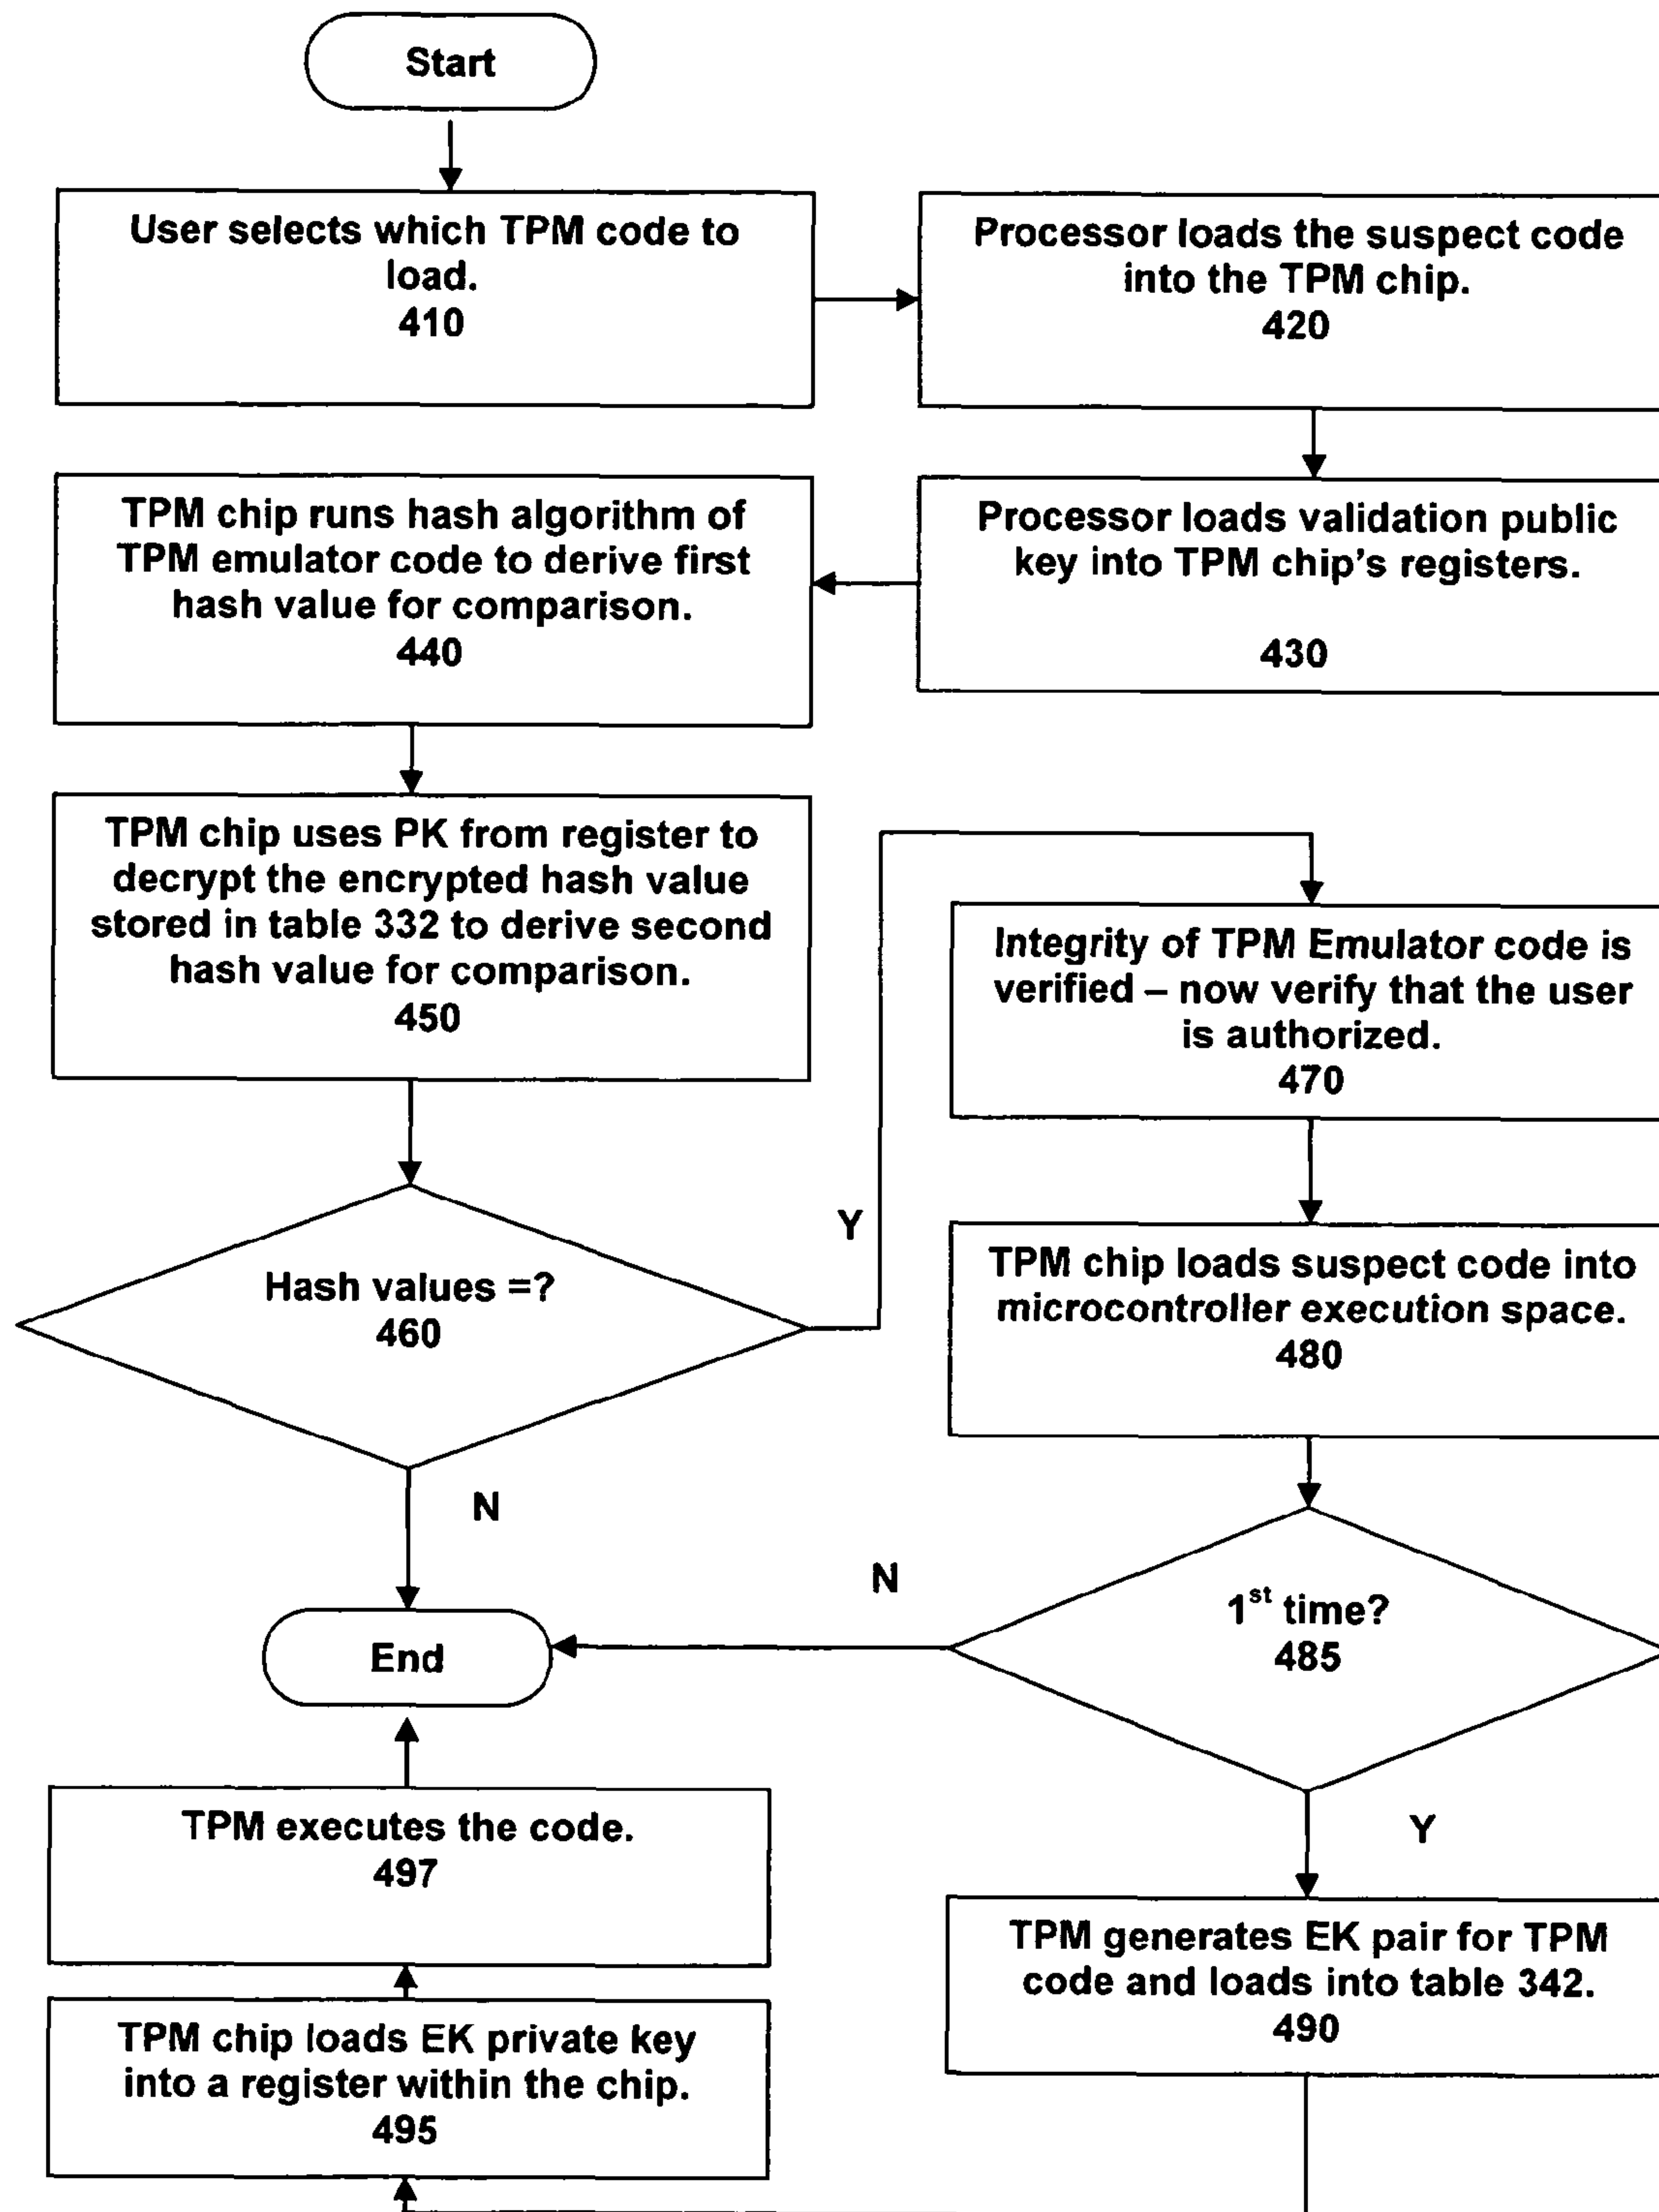 Start
User selects which TPM code to
load.
410
Processor loads the suspect code
into the TPM chip.
420
Processor loads validation public
key into TPM chip's registers.
430
TPM chip runs hash algorithm of
TPM emulator code to derive first
hash value for comparison.
440
TPM chip uses PK from register to
decrypt the encrypted hash value
stored in table 332 to derive second
hash value for comparison.
450
Hash values =?
460
Y
N
Integrity of TPM Emulator code is
verified – now verify that the user
is authorized.
470
TPM chip loads suspect code into
microcontroller execution space.
480
1st time?
485
N
Y
End
TPM generates EK pair for TPM
code and loads into table 342.
490
TPM chip loads EK private key
into a register within the chip.
495
TPM executes the code.
497